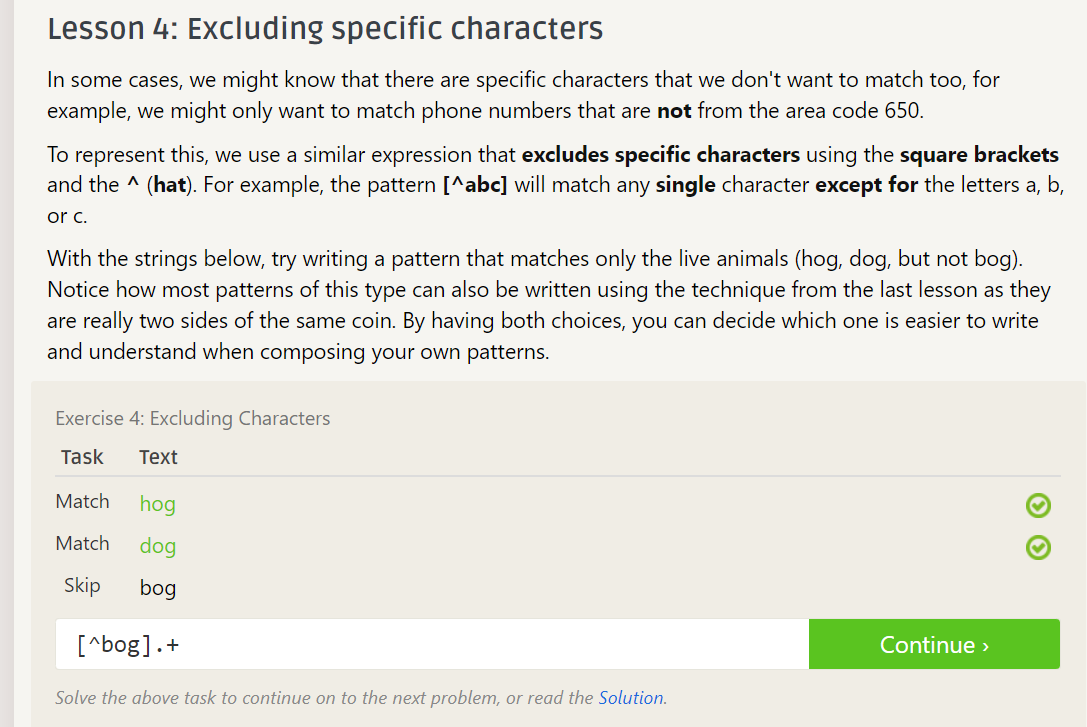 Lesson 4: Excluding specific characters
In some cases, we might know that there are specific characters that we don't want to match too, for
example, we might only want to match phone numbers that are not from the area code 650.
To represent this, we use a similar expression that excludes specific characters using the square brackets
and the ^ (hat). For example, the pattern [^abc] will match any single character except for the letters a, b,
or c.
With the strings below, try writing a pattern that matches only the live animals (hog, dog, but not bog).
Notice how most patterns of this type can also be written using the technique from the last lesson as they
are really two sides of the same coin. By having both choices, you can decide which one is easier to write
and understand when composing your own patterns.
Exercise 4: Excluding Characters
Task Text
Match hog
Match dog
Skip bog
[^bog].+ Continue ›
Solve the above task to continue on to the next problem, or read the Solution.